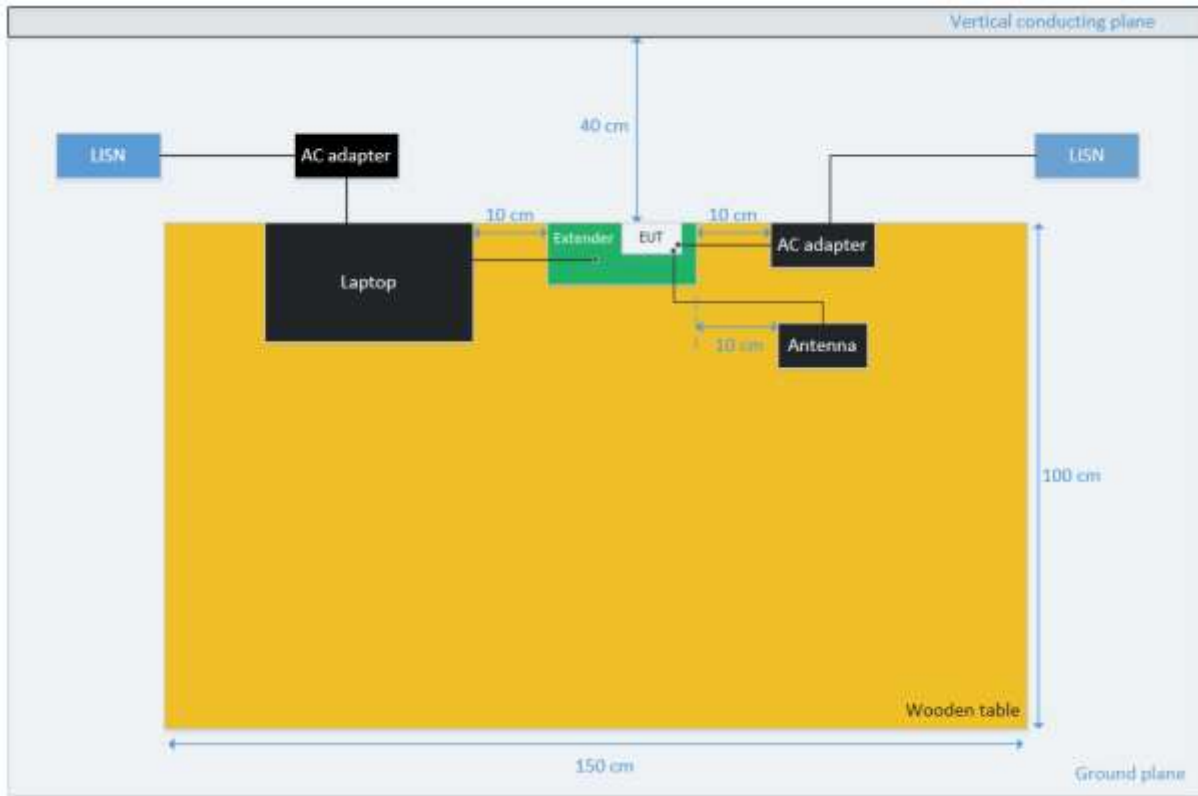 Vertical conducting plane
40 cm
LISN
AC adapter
LISN
10 cm
10 cm
Extender
EUT
AC adapter
Laptop
10 cm
Antenna
100 cm
Wooden table
150 cm
Ground plane